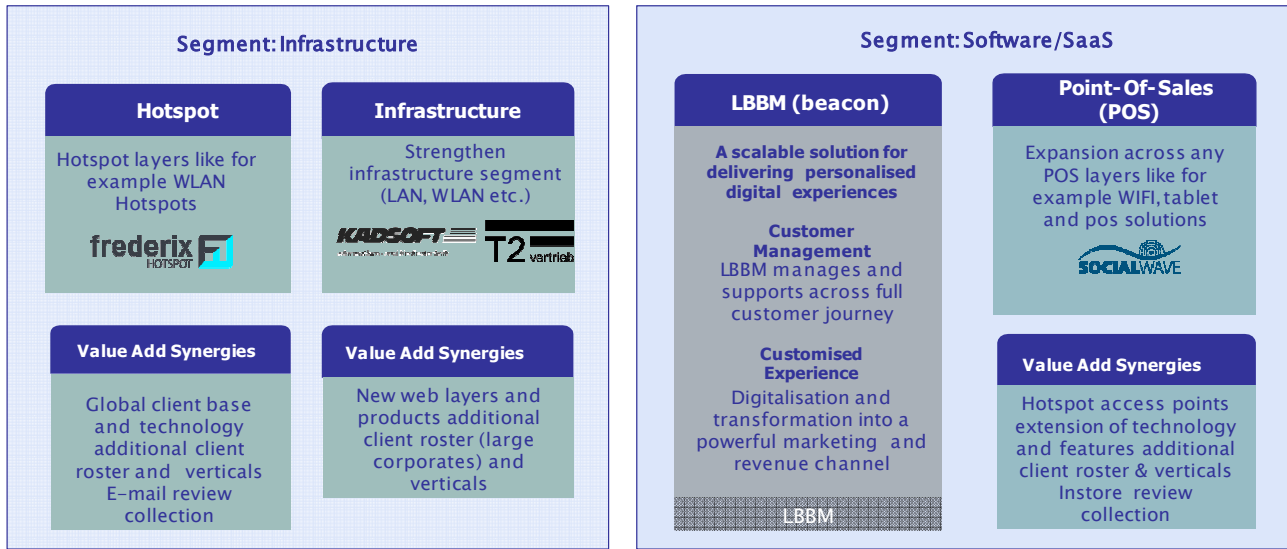 Segment: Infrastructure
Hotspot
Hotspot layers like for
example WLAN
Hotspots
frederix
HOTSPOT
Infrastructure
Strengthen
infrastructure segment
(LAN, WLAN etc.)
KADSOFT
T2
vertrieb
Value Add Synergies
Global client base
and technology
additional client
roster and verticals
E-mail review
collection
Value Add Synergies
New web layers and
products additional
client roster (large
corporates) and
verticals
Segment: Software/SaaS
LBBM (beacon)
A scalable solution for
delivering personalised
digital experiences
Customer
Management
LBBM manages and
supports across full
customer journey
Customised
Experience
Digitalisation and
transformation into a
powerful marketing and
revenue channel
LBBM
Point-Of-Sales
(POS)
Expansion across any
POS layers like for
example WIFI, tablet
and pos solutions
SOCIALWAVE
Value Add Synergies
Hotspot access points
extension of technology
and features additional
client roster & verticals
Instore review
collection